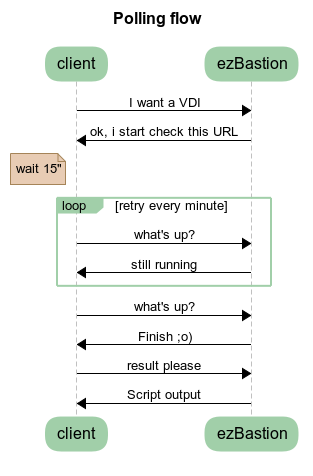 Polling flow
client ezBastion
I want a VDI
ok, i start check this URL
wait 15"
loop [retry every minute]
what's up?
still running
what's up?
Finish ;o)
result please
Script output
client ezBastion